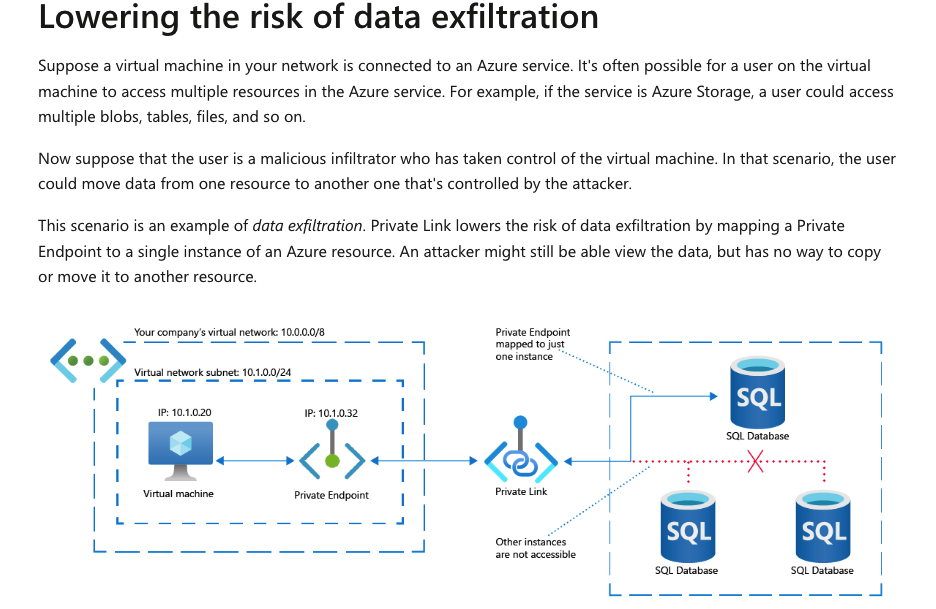 Lowering the risk of data exfiltration
Suppose a virtual machine in your network is connected to an Azure service. It's often possible for a user on the virtual
machine to access multiple resources in the Azure service. For example, if the service is Azure Storage, a user could access
multiple blobs, tables, files, and so on.
Now suppose that the user is a malicious infiltrator who has taken control of the virtual machine. In that scenario, the user
could move data from one resource to another one that's controlled by the attacker.
This scenario is an example of data exfiltration. Private Link lowers the risk of data exfiltration by mapping a Private
Endpoint to a single instance of an Azure resource. An attacker might still be able view the data, but has no way to copy
or move it to another resource.
Your company's virtual network: 10.0.0.0/8
Virtual network subnet: 10.1.0.0/24
IP: 10.1.0.20
IP: 10.1.0.32
Virtual machine
Private Endpoint
Private Endpoint
mapped to just
one instance
Private Link
Other instances
are not accessible
SQL
SQL Database
SQL
SQL Database
SQL
SQL Database